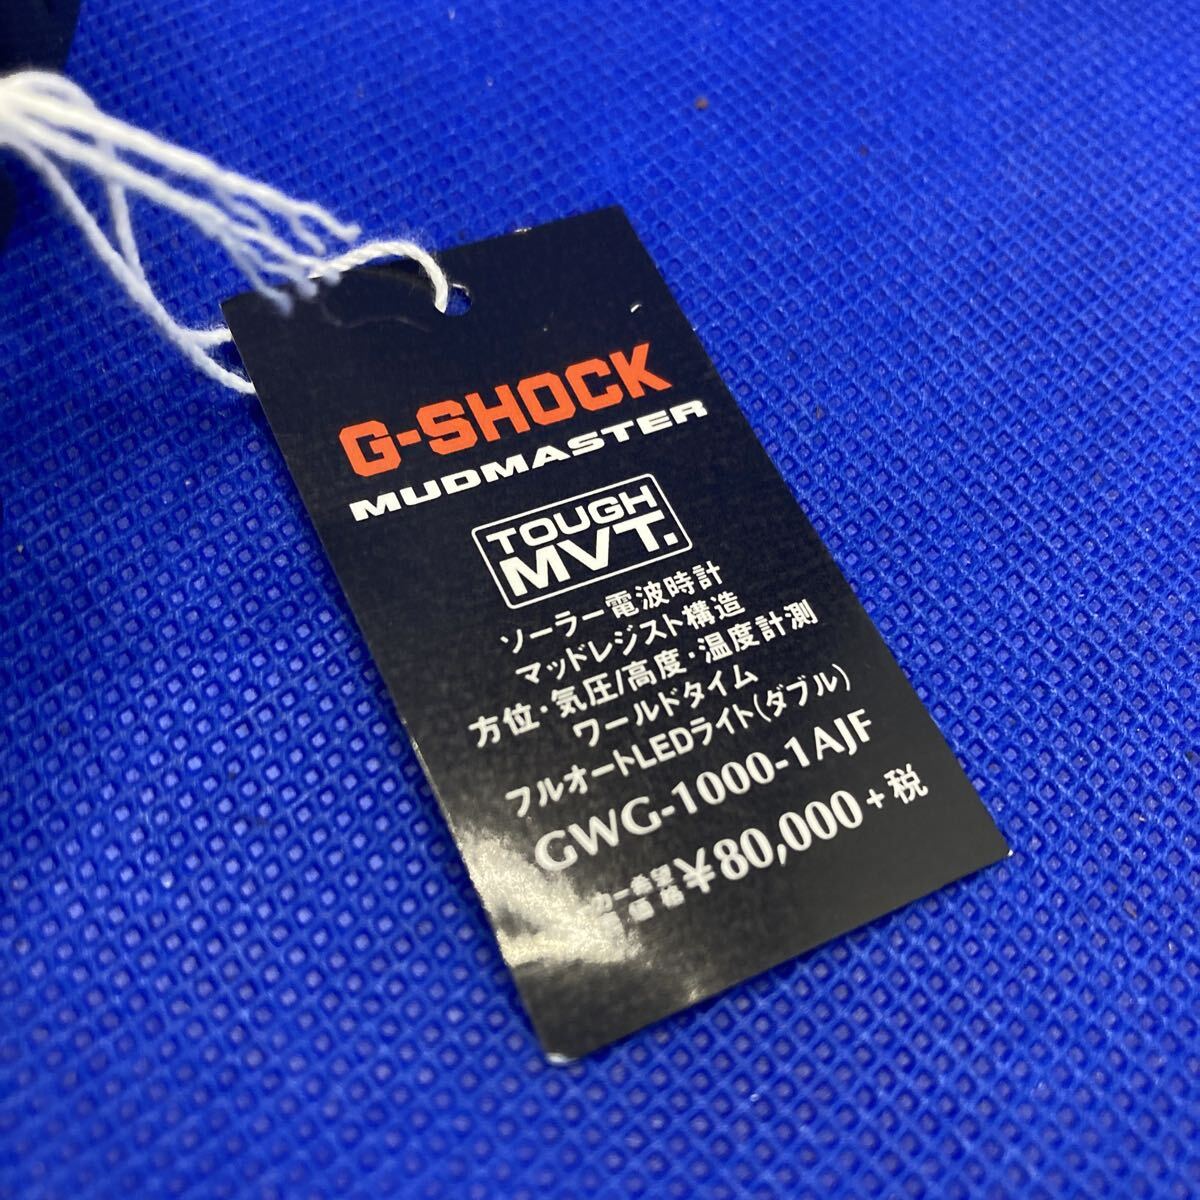 G-SHOCK
MUDMASTER
TOUGH
MVT.
ソーラー電波時計
マッドレジスト構造
方位・気圧/高度・温度計測
ワールドタイム
フルオートLEDライト(ダブル)
GWG-1000-1AJF
¥80,000+税